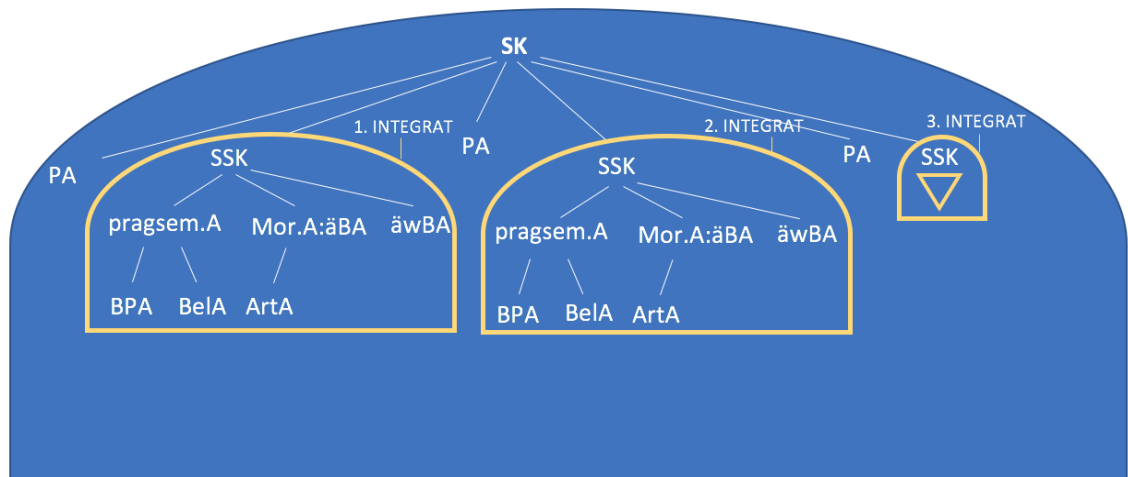 SK
1. INTEGRAT
2. INTEGRAT
3. INTEGRAT
PA
PA
PA
SSK
pragsem.A Mor.A:äBA äwBA
BPA BelA ArtA
SSK
pragsem.A Mor.A:äBA äwBA
BPA BelA ArtA
SSK